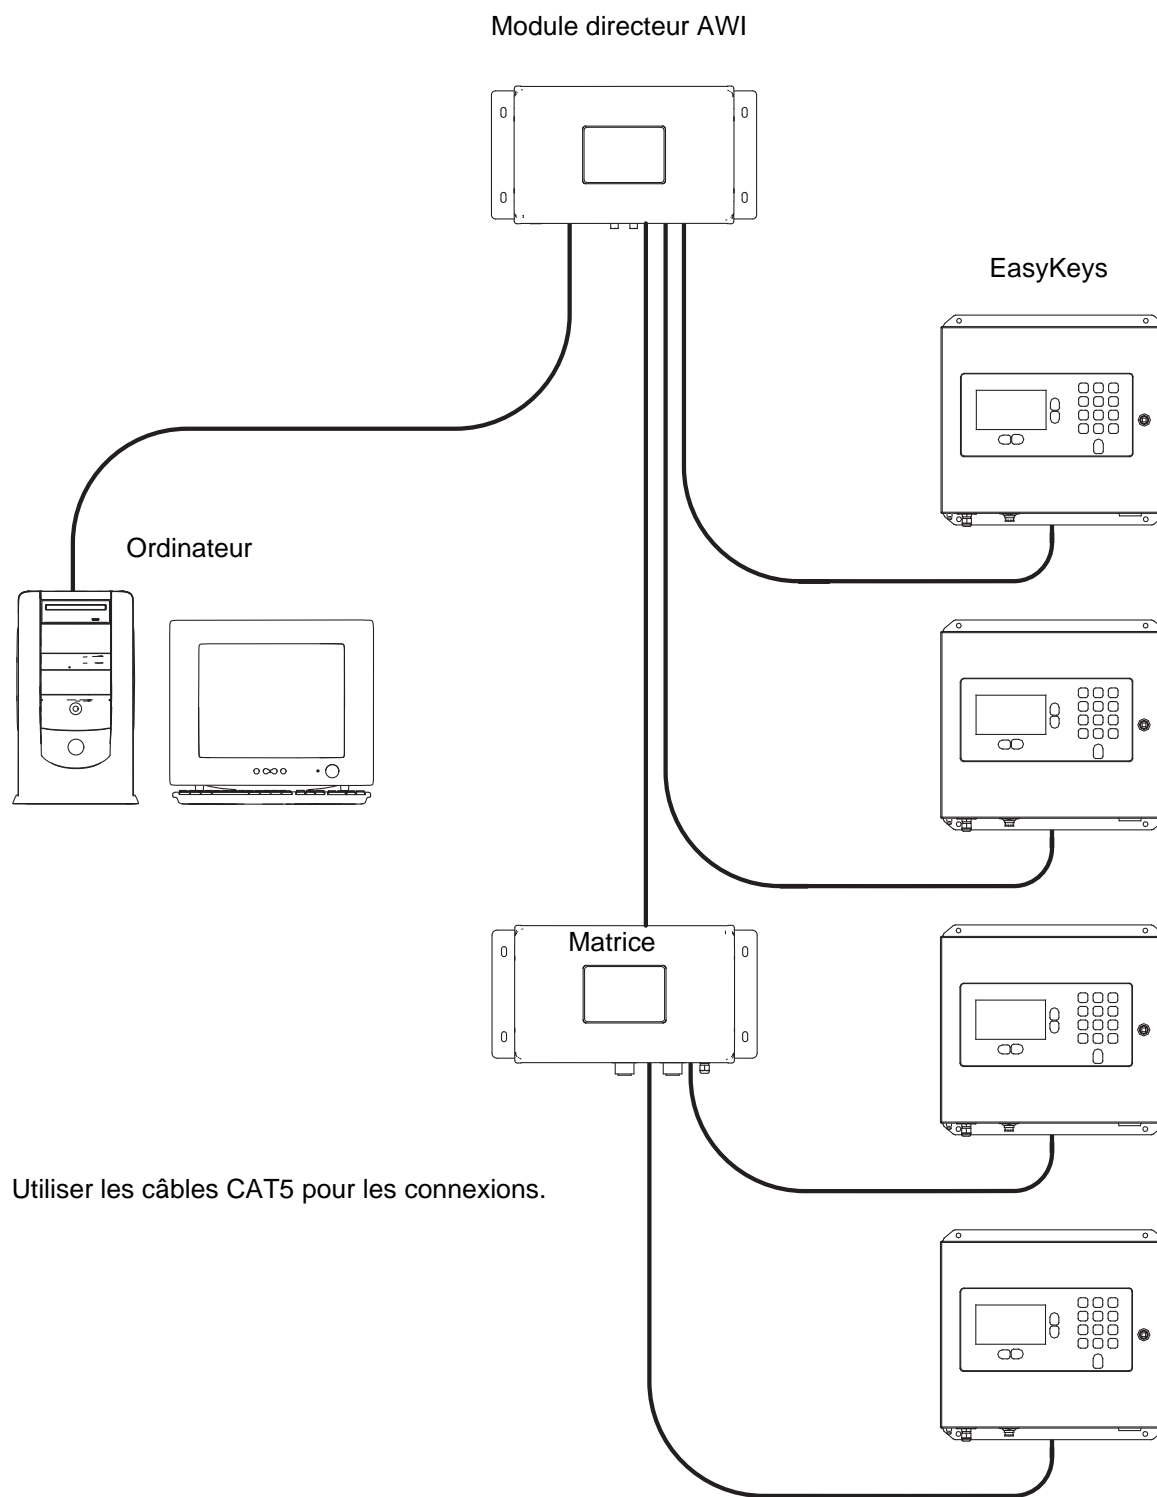 Module directeur AWI
EasyKeys
Ordinateur
Matrice
Utiliser les câbles CAT5 pour les connexions.